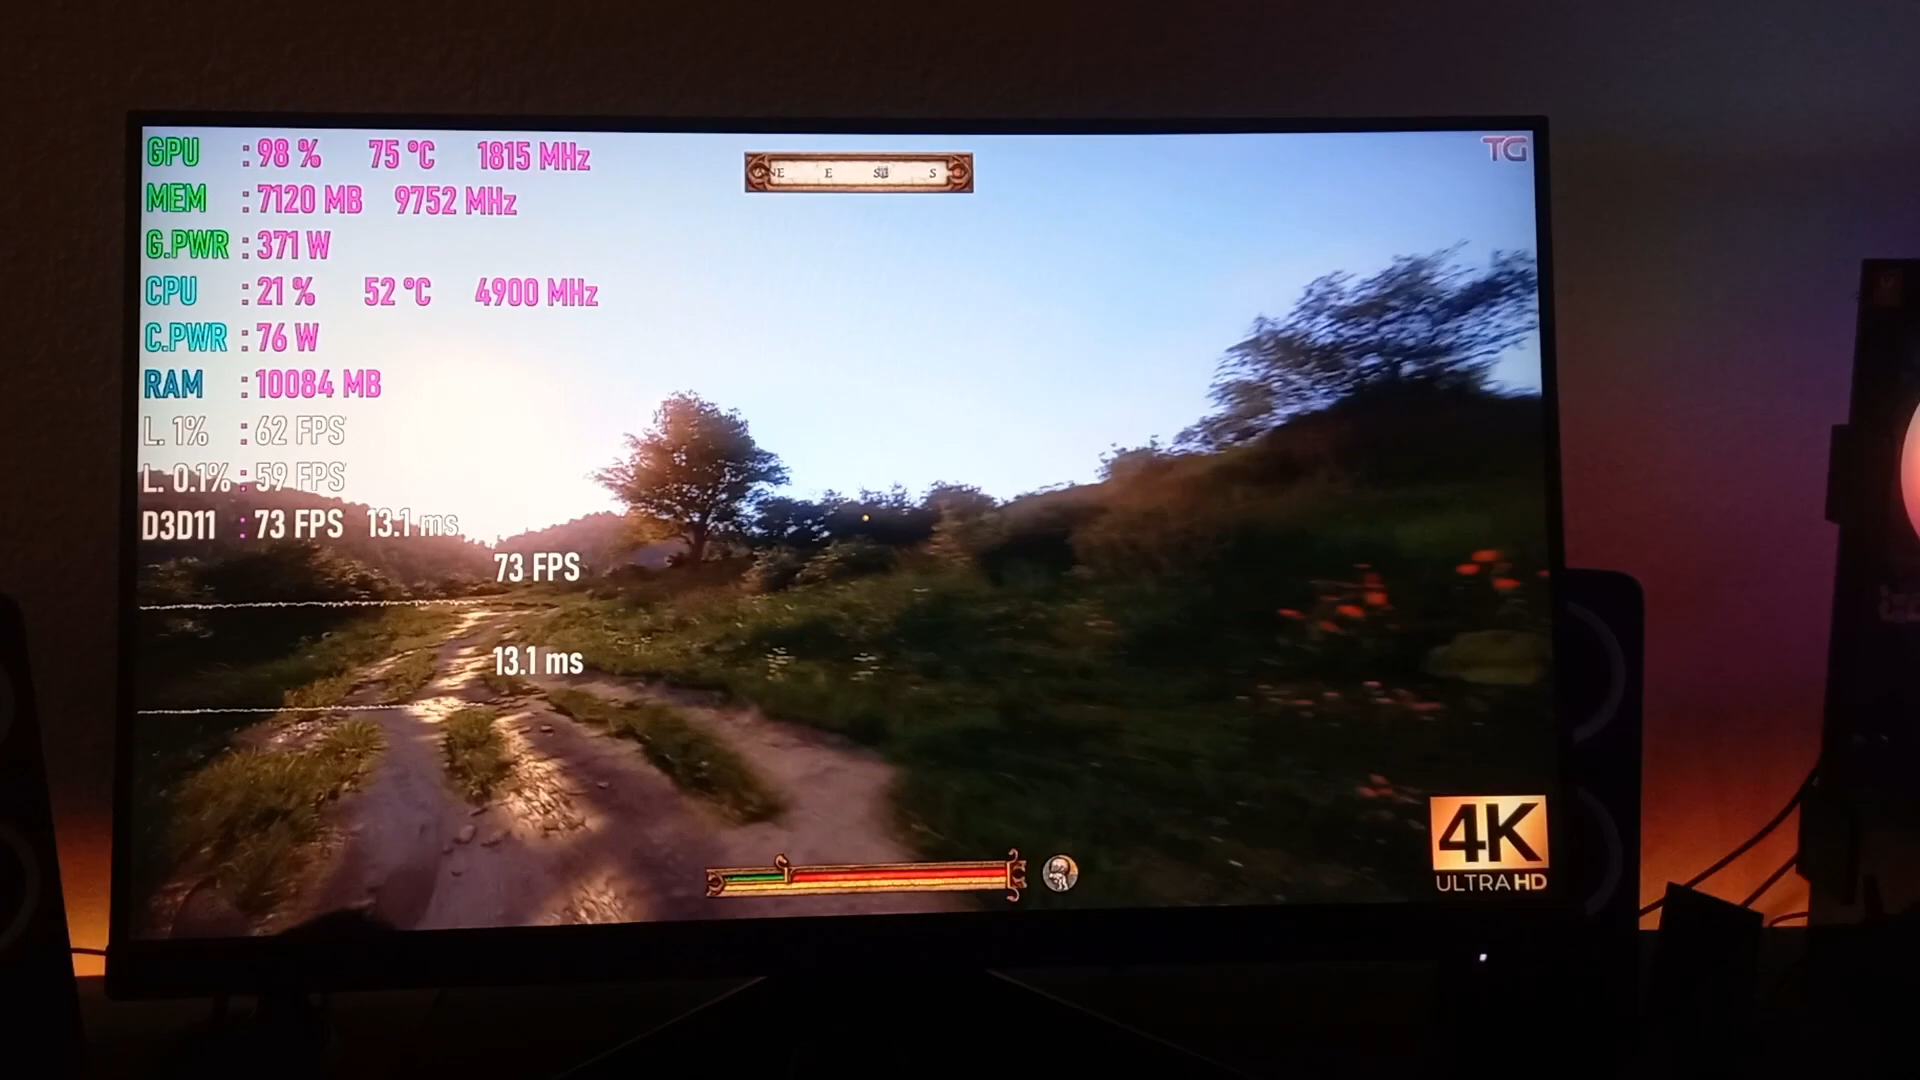 GPU : 98 % 75 °C 1815 MHz
MEM : 7120 MB 9752 MHz
G.PWR : 371 W
CPU : 21 % 52 °C 4900 MHz
C.PWR : 76 W
RAM : 10084 MB
L. 1% : 62 FPS
L. 0.1% : 59 FPS
D3D11 : 73 FPS 13.1 ms
73 FPS
13.1 ms
NE E SE S
TG
4K
ULTRA HD